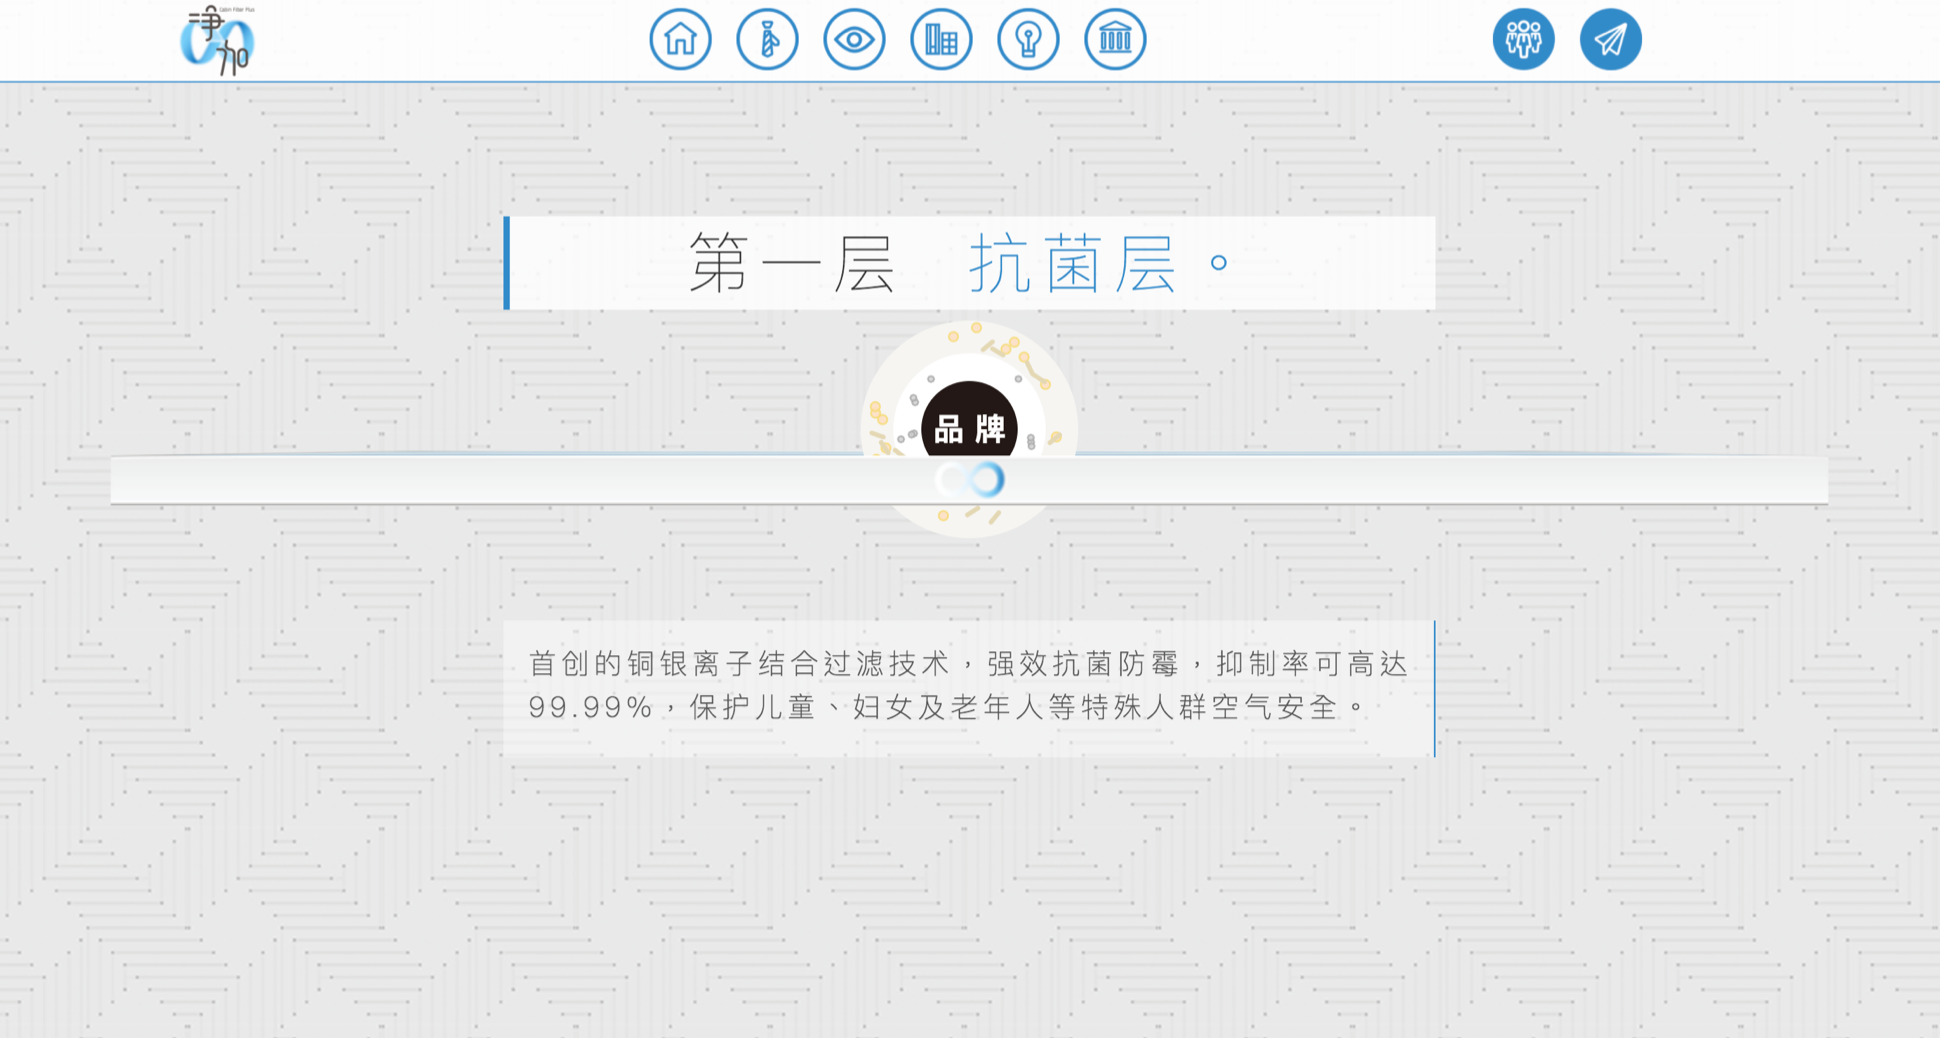 净加
Cabin Filter Plus
第一层 抗菌层。
品牌
首创的铜银离子结合过滤技术，强效抗菌防霉，抑制率可高达
99.99%，保护儿童、妇女及老年人等特殊人群空气安全。